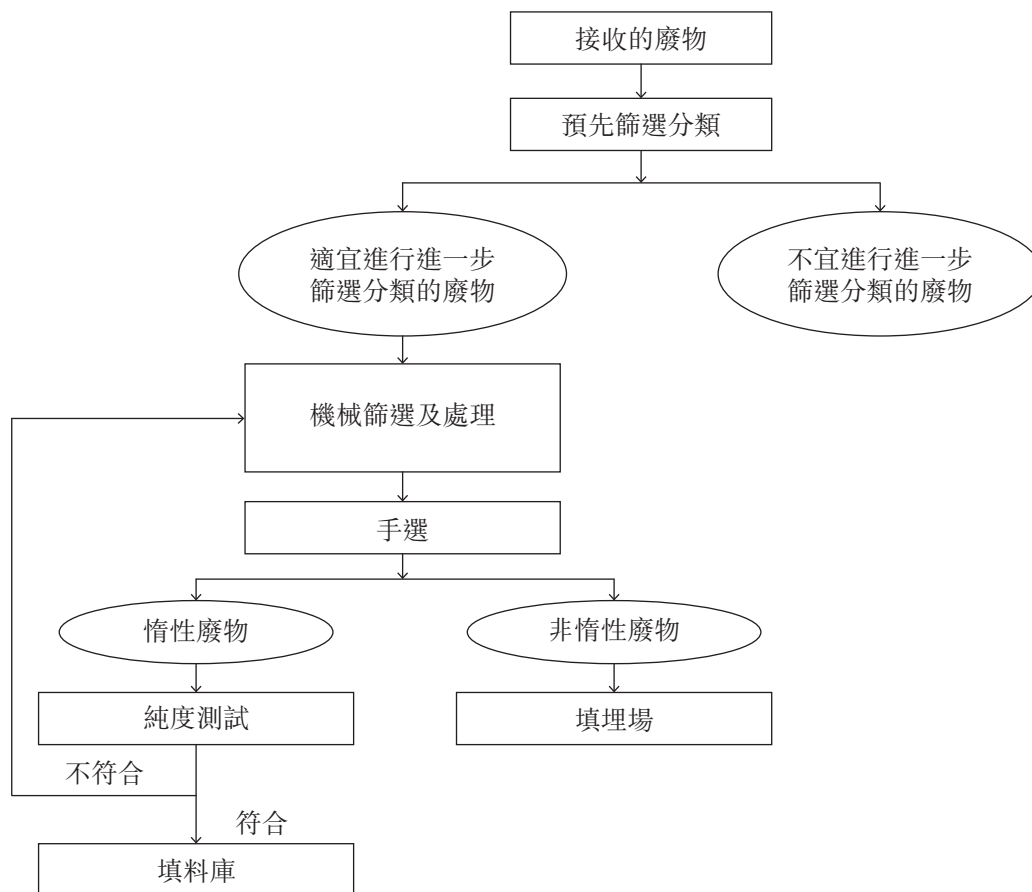 接收的廢物
預先篩選分類
適宜進行進一步
篩選分類的廢物
不宜進行進一步
篩選分類的廢物
機械篩選及處理
手選
惰性廢物
非惰性廢物
純度測試
填埋場
不符合
符合
填料庫